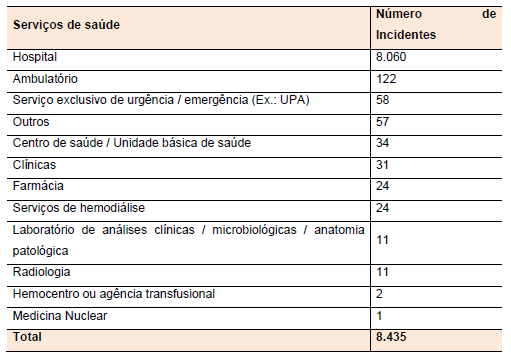 Serviços de saúde
Número de
Incidentes
Hospital 8.060
Ambulatório 122
Serviço exclusivo de urgência / emergência (Ex.: UPA) 58
Outros 57
Centro de saúde / Unidade básica de saúde 34
Clínicas 31
Farmácia 24
Serviços de hemodiálise 24
Laboratório de análises clínicas / microbiológicas / anatomia
patológica 11
Radiologia 11
Hemocentro ou agência transfusional 2
Medicina Nuclear 1
Total 8.435